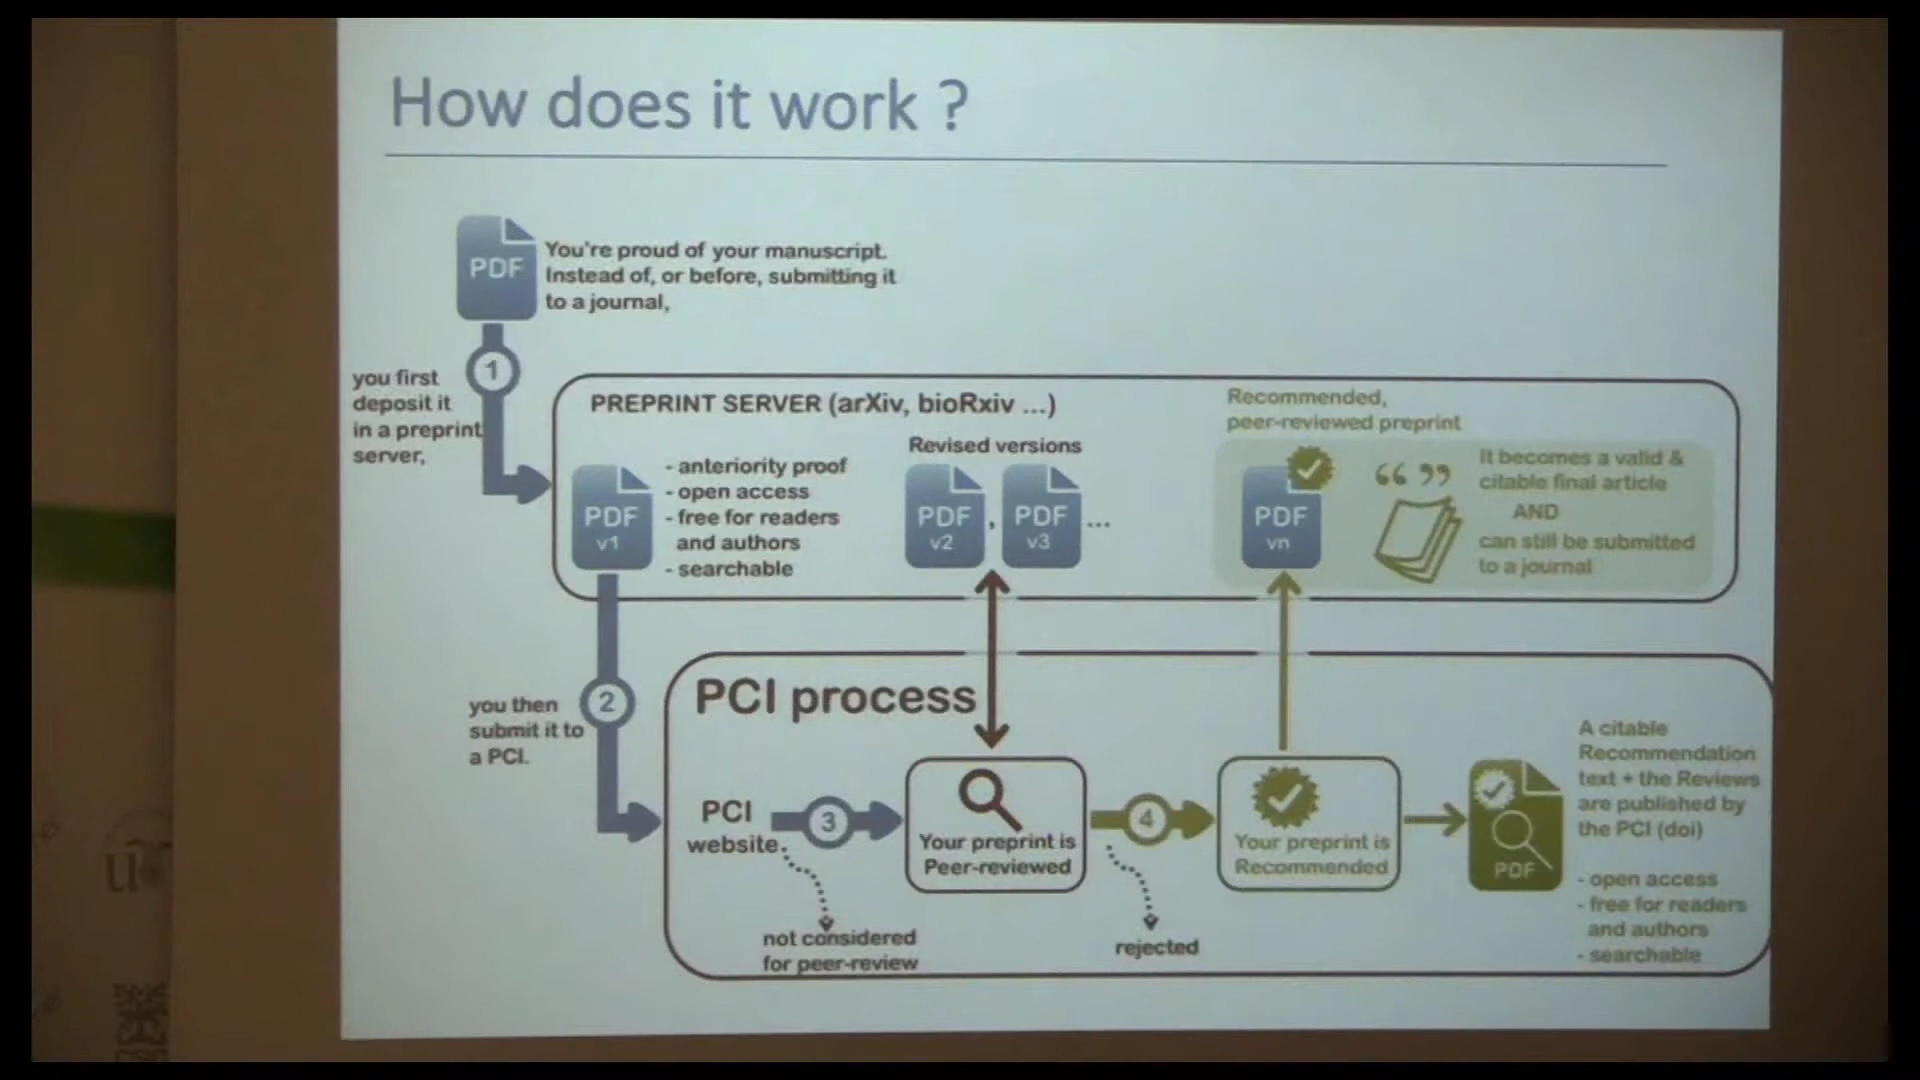 How does it work ?
PDF
You're proud of your manuscript.
Instead of, or before, submitting it
to a journal,
1
you first
deposit it
in a preprint
server,
PREPRINT SERVER (arXiv, bioRxiv ...)
PDF
v1
- anteriority proof
- open access
- free for readers
and authors
- searchable
Revised versions
PDF
v2
,
PDF
v3
...
Recommended,
peer-reviewed preprint
PDF
vn
“ ”
It becomes a valid &
citable final article
AND
can still be submitted
to a journal
2
you then
submit it to
a PCI.
PCI process
PCI
website.
3
not considered
for peer-review
Your preprint is
Peer-reviewed
4
rejected
Your preprint is
Recommended
PDF
A citable
Recommendation
text + the Reviews
are published by
the PCI (doi)
- open access
- free for readers
and authors
- searchable